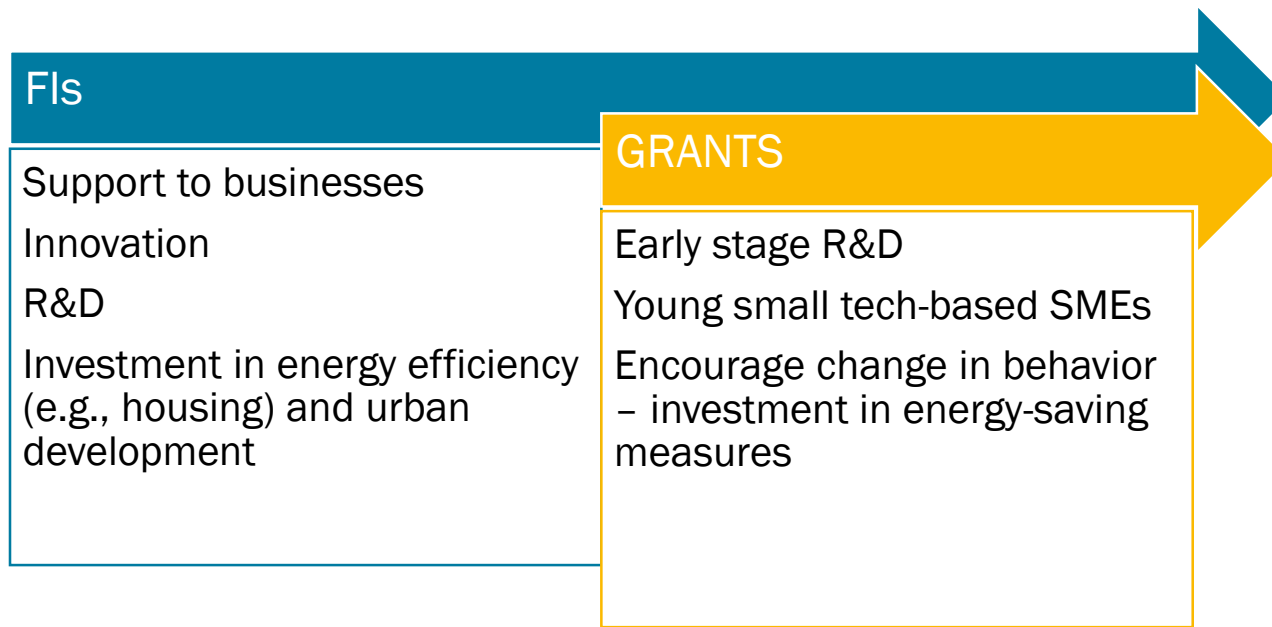 FIs
Support to businesses
Innovation
R&D
Investment in energy efficiency
(e.g., housing) and urban
development
GRANTS
Early stage R&D
Young small tech-based SMEs
Encourage change in behavior
– investment in energy-saving
measures